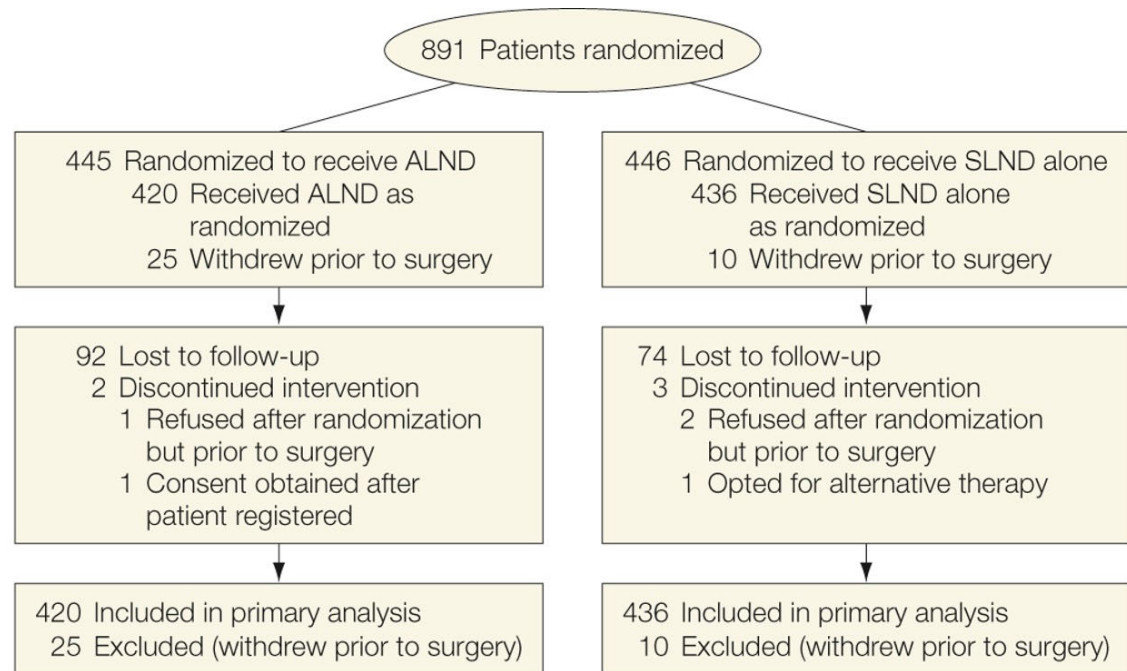 891 Patients randomized
445 Randomized to receive ALND
420 Received ALND as
randomized
25 Withdrew prior to surgery
446 Randomized to receive SLND alone
436 Received SLND alone
as randomized
10 Withdrew prior to surgery
92 Lost to follow-up
2 Discontinued intervention
1 Refused after randomization
but prior to surgery
1 Consent obtained after
patient registered
74 Lost to follow-up
3 Discontinued intervention
2 Refused after randomization
but prior to surgery
1 Opted for alternative therapy
420 Included in primary analysis
25 Excluded (withdrew prior to surgery)
436 Included in primary analysis
10 Excluded (withdrew prior to surgery)